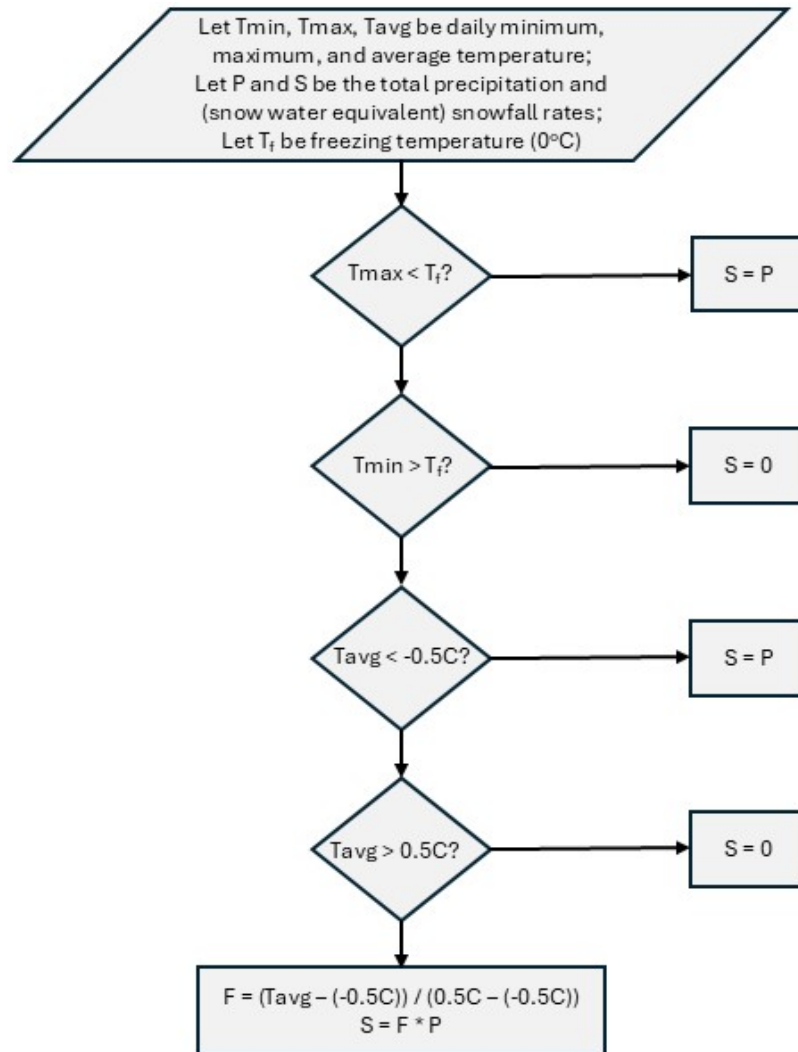 Let Tmin, Tmax, Tavg be daily minimum,
maximum, and average temperature;
Let P and S be the total precipitation and
(snow water equivalent) snowfall rates;
Let Tf be freezing temperature (0°C)
Tmax < Tf?
S = P
Tmin > Tf?
S = 0
Tavg < -0.5C?
S = P
Tavg > 0.5C?
S = 0
F = (Tavg – (-0.5C)) / (0.5C – (-0.5C))
S = F * P